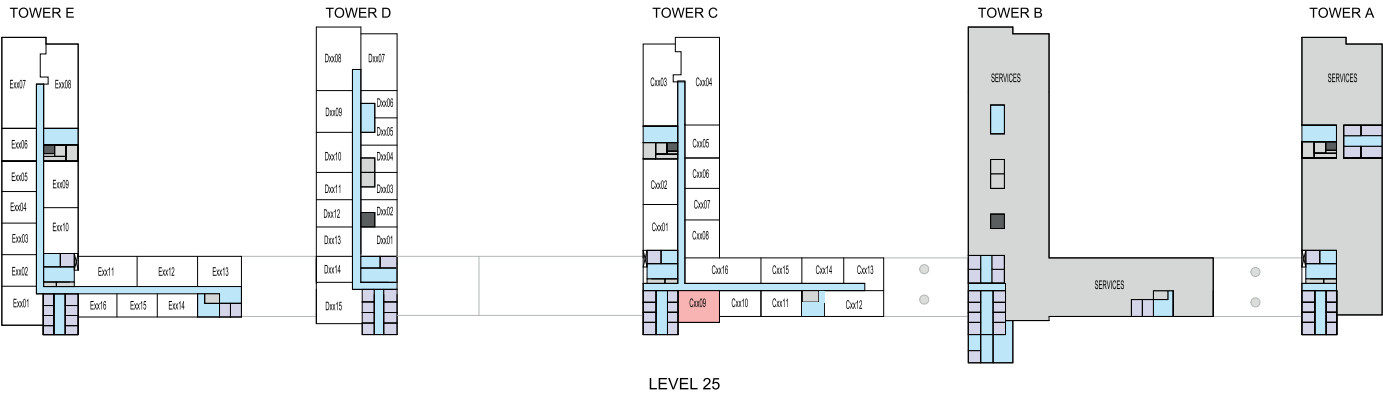 TOWER E
TOWER D
TOWER C
TOWER B
TOWER A
Exx07
Exx08
Exx06
Exx05
Exx09
Exx04
Exx10
Exx03
Exx02
Exx11
Exx12
Exx13
Exx01
Exx16
Exx15
Exx14
Dxx08
Dxx07
Dxx06
Dxx09
Dxx05
Dxx10
Dxx04
Dxx11
Dxx03
Dxx12
Dxx02
Dxx13
Dxx01
Dxx14
Dxx15
Cxx03
Cxx04
Cxx05
Cxx06
Cxx02
Cxx07
Cxx01
Cxx08
Cxx16
Cxx15
Cxx14
Cxx13
Cxx09
Cxx10
Cxx11
Cxx12
SERVICES
SERVICES
SERVICES
LEVEL 25